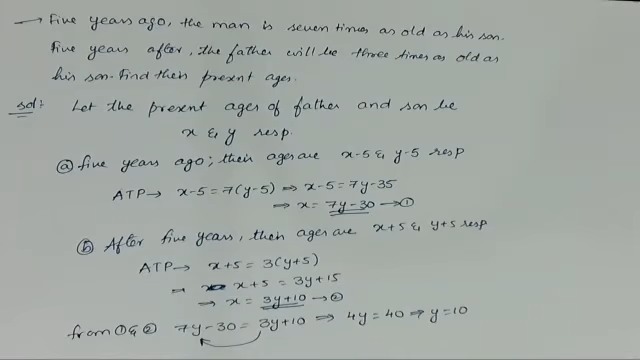 → Five years ago, the man is seven times as old as his son.
Five years after, the father will be three times as old as
his son. Find their present ages.
Sol: Let the present ages of father and son be
x & y resp.
ⓐ five years ago; their ages are x-5 & y-5 resp
ATP → x-5 = 7(y-5) ⇒ x-5 = 7y-35
⇒ x = 7y-30 → ①
ⓑ After five years, their ages are x+5 & y+5 resp
ATP → x+5 = 3(y+5)
⇒ x+5 = 3y+15
⇒ x = 3y+10 → ②
from ① & ② 7y-30 = 3y+10 ⇒ 4y = 40 ⇒ y = 10